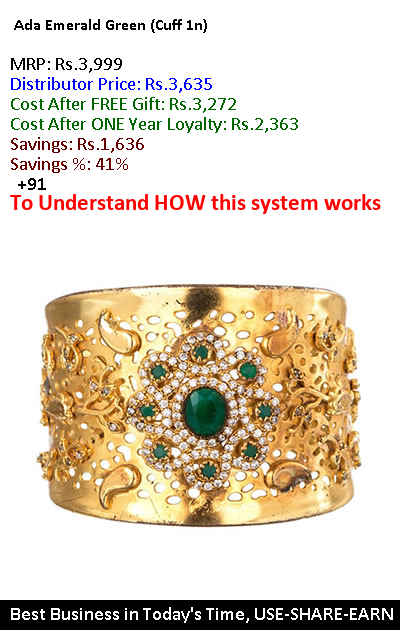 Ada Emerald Green (Cuff 1n)
MRP: Rs.3,999
Distributor Price: Rs.3,635
Cost After FREE Gift: Rs.3,272
Cost After ONE Year Loyalty: Rs.2,363
Savings: Rs.1,636
Savings %: 41%
+91
To Understand HOW this system works
Best Business in Today's Time, USE-SHARE-EARN